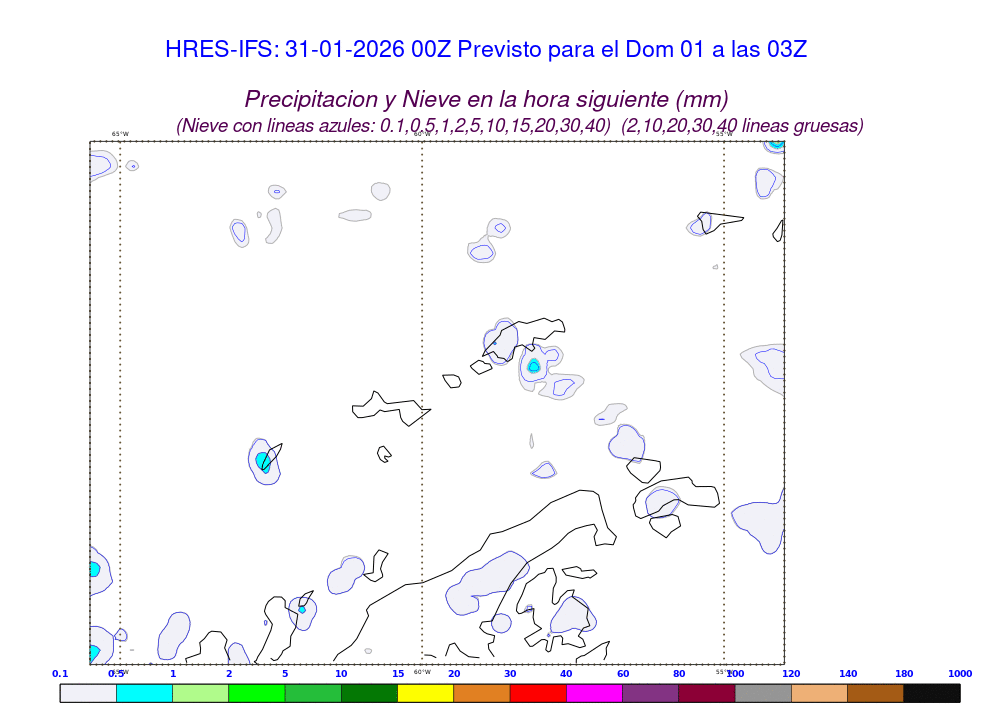 HRES-IFS: 31-01-2026 00Z Previsto para el Dom 01 a las 03Z
Precipitacion y Nieve en la hora siguiente (mm)
(Nieve con lineas azules: 0.1,0.5,1,2,5,10,15,20,30,40) (2,10,20,30,40 lineas gruesas)
65°W 60°W 55°W
65°W 60°W 55°W
0.1 0.5 1 2 5 10 15 20 30 40 60 80 100 120 140 180 1000